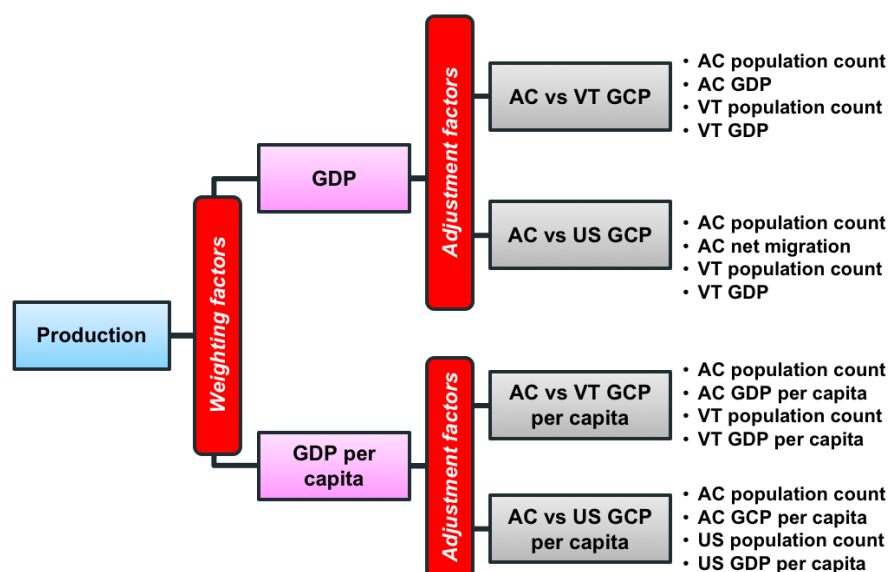 Production
Weighting factors
GDP
Adjustment factors
AC vs VT GCP
• AC population count
• AC GDP
• VT population count
• VT GDP
AC vs US GCP
• AC population count
• AC net migration
• VT population count
• VT GDP
GDP per
capita
Adjustment factors
AC vs VT GCP
per capita
• AC population count
• AC GDP per capita
• VT population count
• VT GDP per capita
AC vs US GCP
per capita
• AC population count
• AC GCP per capita
• US population count
• US GDP per capita